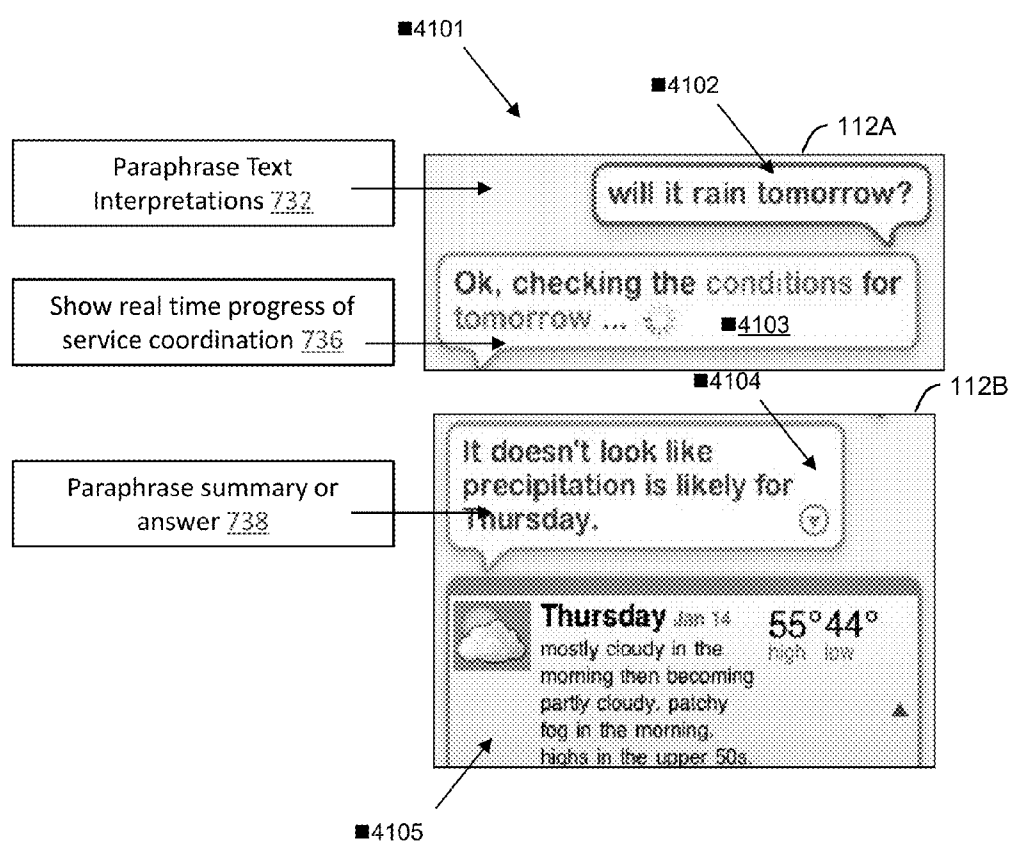 ■4101
■4102
112A
Paraphrase Text
Interpretations 732
will it rain tomorrow?
Show real time progress of
service coordination 736
Ok, checking the conditions for
tomorrow ...
■4103
■4104
112B
Paraphrase summary or
answer 738
It doesn't look like
precipitation is likely for
Thursday.
Thursday Jan 14
55° 44°
high low
mostly cloudy in the
morning then becoming
partly cloudy. patchy
fog in the morning.
highs in the upper 50s.
■4105